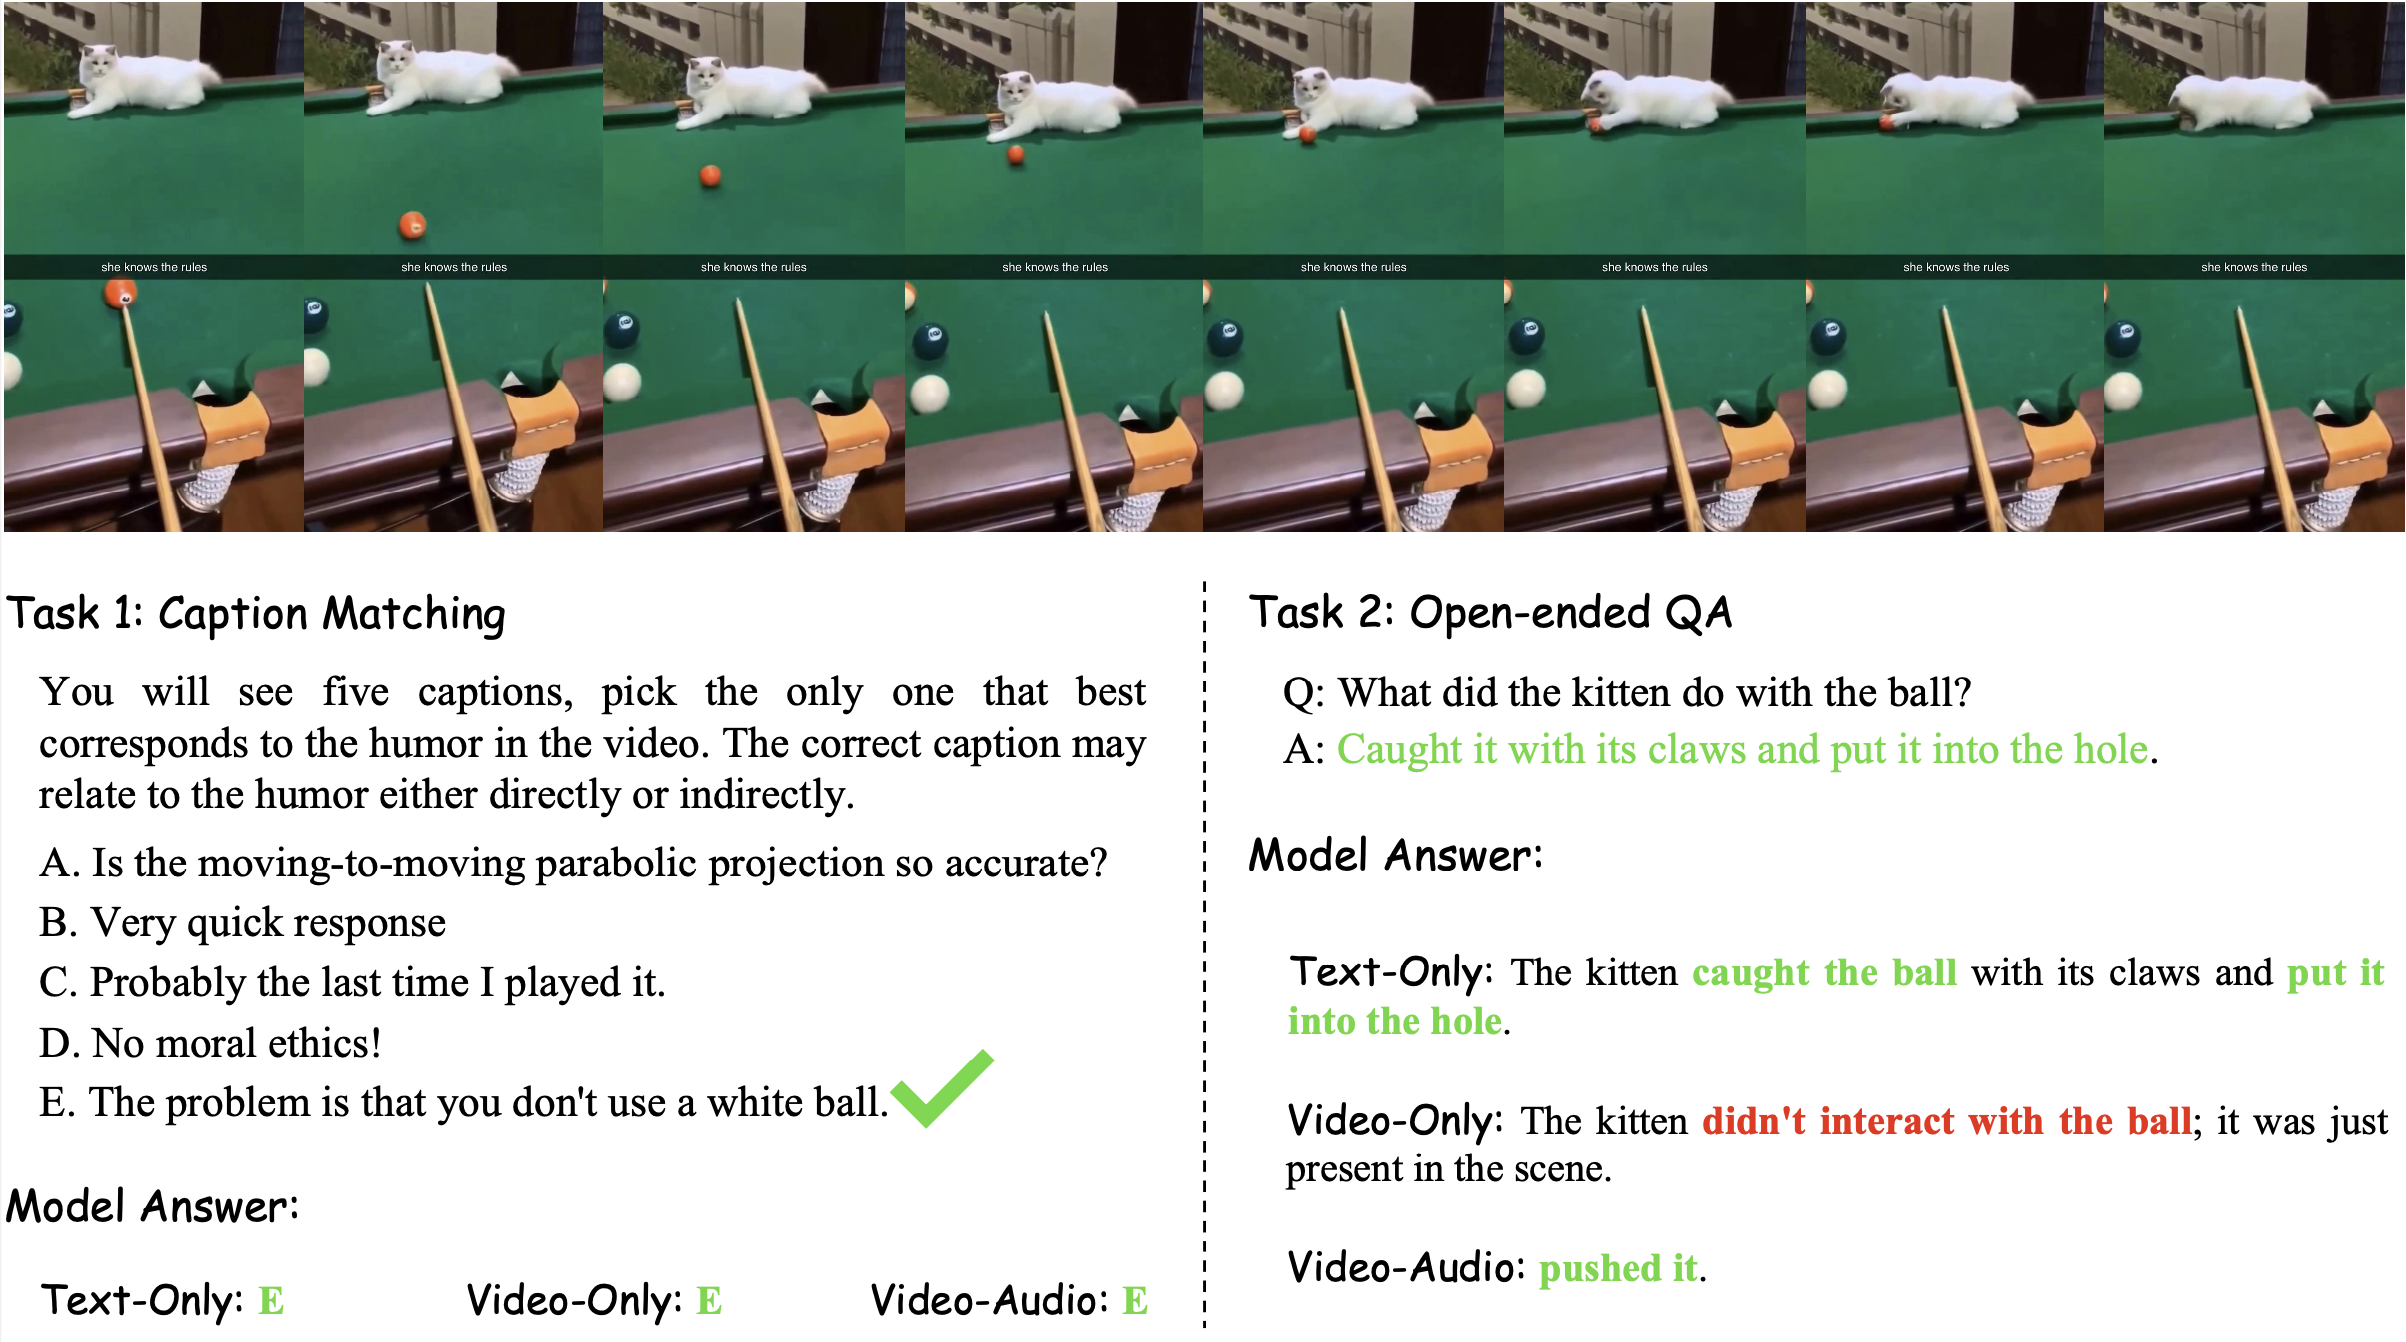 she knows the rules she knows the rules she knows the rules she knows the rules she knows the rules she knows the rules she knows the rules she knows the rules
Task 1: Caption Matching
You will see five captions, pick the only one that best
corresponds to the humor in the video. The correct caption may
relate to the humor either directly or indirectly.
A. Is the moving-to-moving parabolic projection so accurate?
B. Very quick response
C. Probably the last time I played it.
D. No moral ethics!
E. The problem is that you don't use a white ball.
Model Answer:
Text-Only: E
Video-Only: E
Video-Audio: E
Task 2: Open-ended QA
Q: What did the kitten do with the ball?
A: Caught it with its claws and put it into the hole.
Model Answer:
Text-Only: The kitten caught the ball with its claws and put it
into the hole.
Video-Only: The kitten didn't interact with the ball; it was just
present in the scene.
Video-Audio: pushed it.